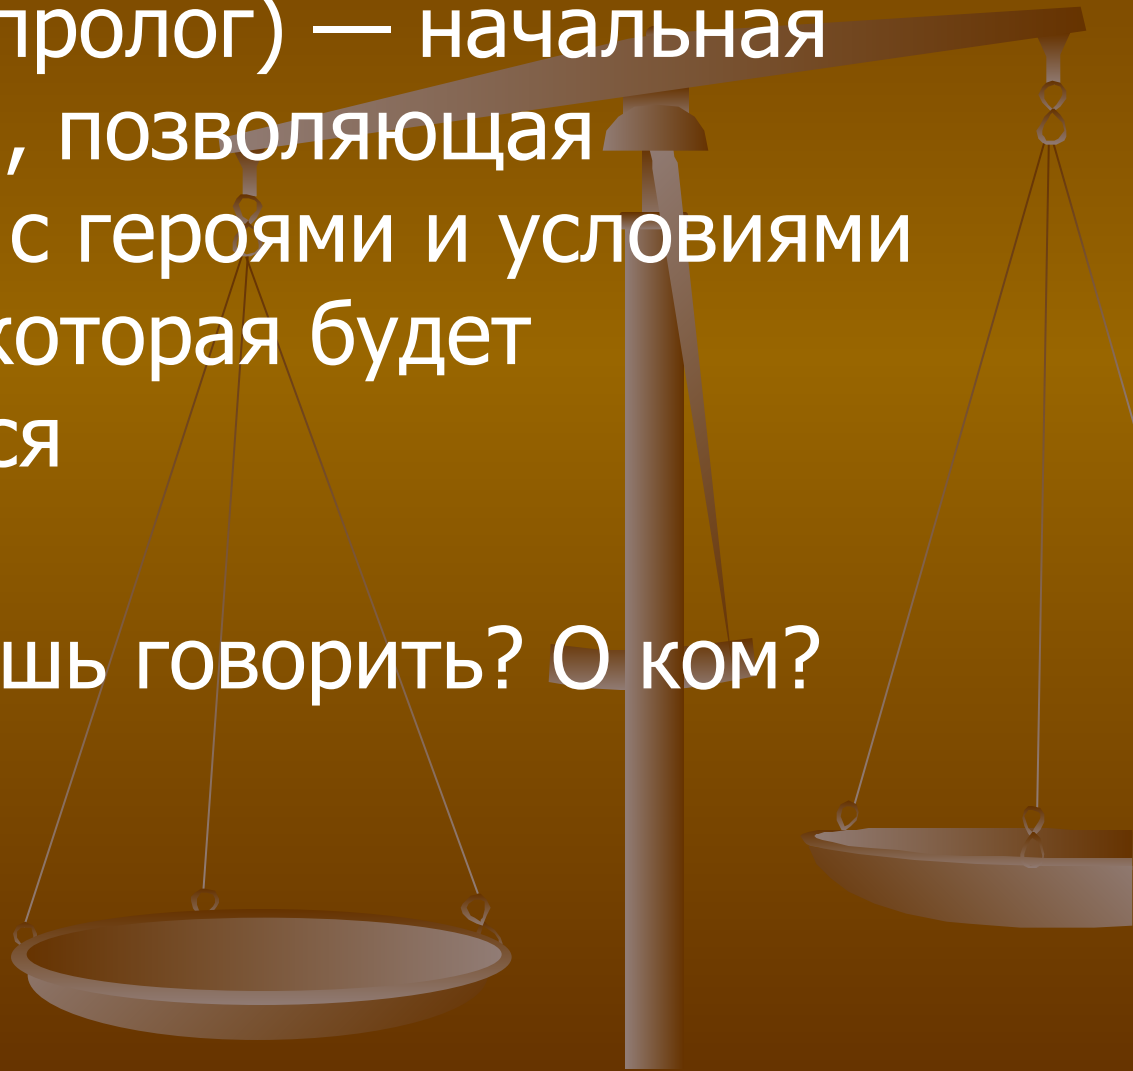 пролог) — начальная
, позволяющая
с героями и условиями
которая будет
ся
шь говорить? О ком?